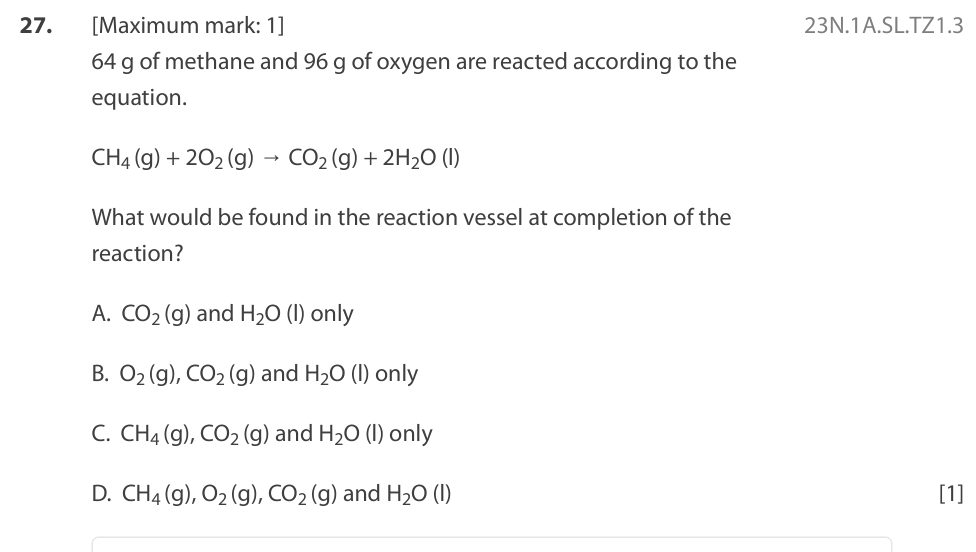 27. [Maximum mark: 1] 23N.1A.SL.TZ1.3
64 g of methane and 96 g of oxygen are reacted according to the
equation.
CH₄ (g) + 2O₂ (g) → CO₂ (g) + 2H₂O (l)
What would be found in the reaction vessel at completion of the
reaction?
A. CO₂ (g) and H₂O (l) only
B. O₂ (g), CO₂ (g) and H₂O (l) only
C. CH₄ (g), CO₂ (g) and H₂O (l) only
D. CH₄ (g), O₂ (g), CO₂ (g) and H₂O (l) [1]